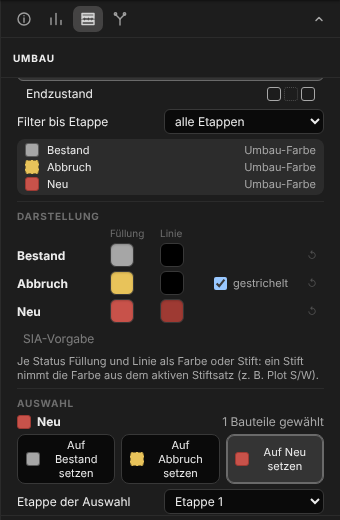 UMBAU
Endzustand
Filter bis Etappe alle Etappen
Bestand Umbau-Farbe
Abbruch Umbau-Farbe
Neu Umbau-Farbe
DARSTELLUNG
Füllung Linie
Bestand
Abbruch gestrichelt
Neu
SIA-Vorgabe
Je Status Füllung und Linie als Farbe oder Stift: ein Stift
nimmt die Farbe aus dem aktiven Stiftsatz (z. B. Plot S/W).
AUSWAHL
Neu 1 Bauteile gewählt
Auf
Bestand
setzen
Auf
Abbruch
setzen
Auf Neu
setzen
Etappe der Auswahl Etappe 1